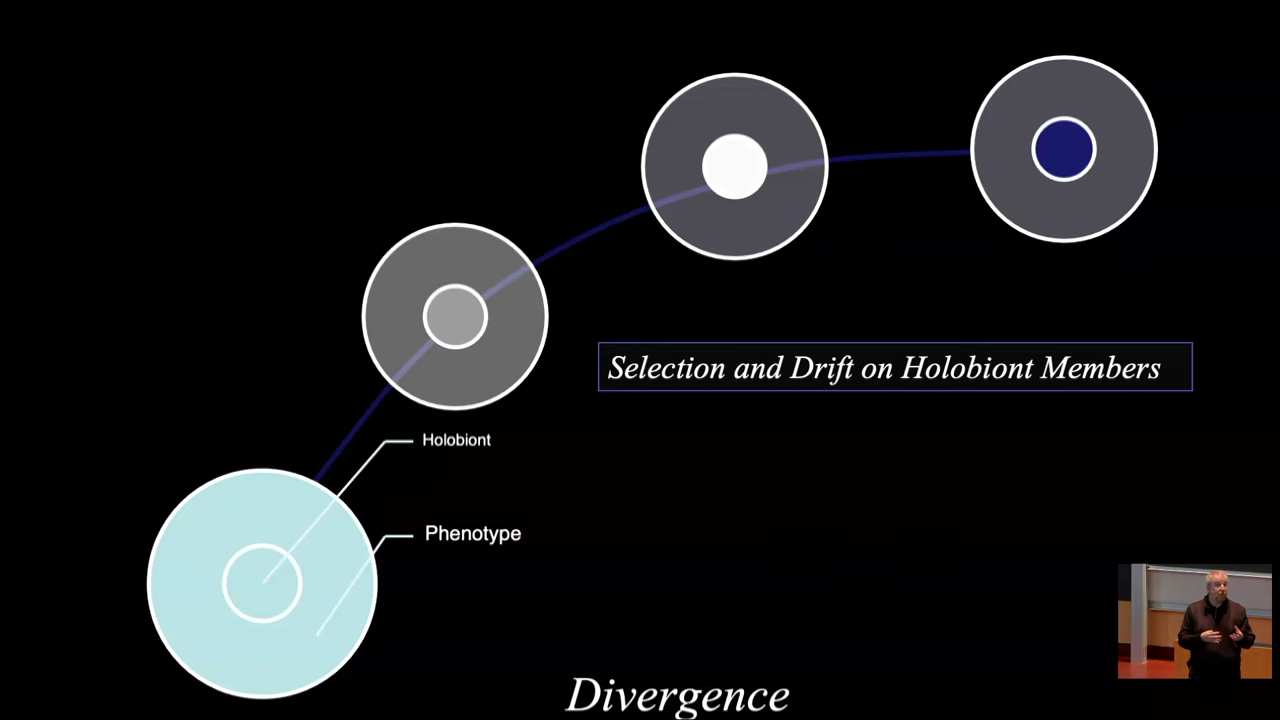 Selection and Drift on Holobiont Members
Holobiont
Phenotype
Divergence